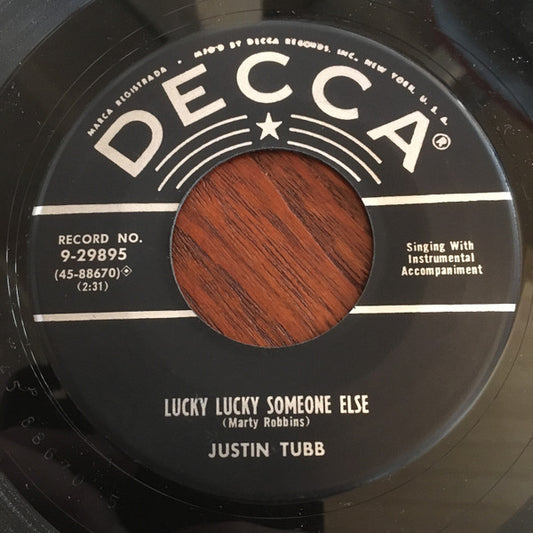 MARCA REGISTRADA - MJF'D BY DECCA RECORDS, INC., NEW YORK, U. S. A.
DECCA®
RECORD NO.
9-29895
(45-88670)
(2:31)
Singing With
Instrumental
Accompaniment
LUCKY LUCKY SOMEONE ELSE
(Marty Robbins)
JUSTIN TUBB